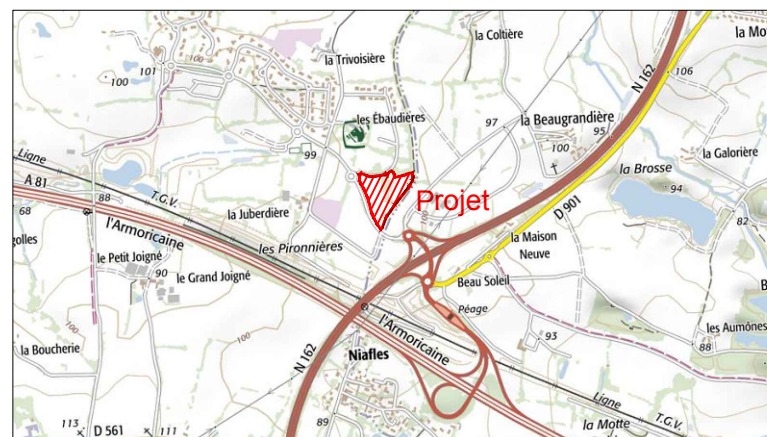 la Coltière
la Mo
N 162
la Trivoisière
101
100
100
106
les Ébaudières
97
la Beaugrandière
95
100
la Galorière
99
Ligne
A 81
T.G.V.
88
68
Projet
la Brosse
94
82
golles
l'Armoricaine
la Juberdière
100
les Pironnières
D 901
la Maison
Neuve
le Petit Joigné
90
le Grand Joigné
Beau Soleil
B
Péage
100
l'Armoricaine
les Aumônes
88
93
la Boucherie
N 162
Niafles
Ligne
T.G.V.
89
113
D 561
111
la Motte